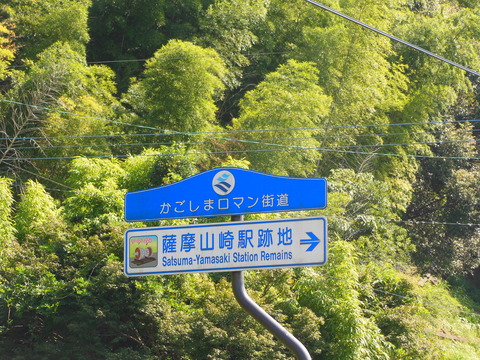 かごしまロマン街道
薩摩山崎駅跡地
Satsuma-Yamasaki Station Remains